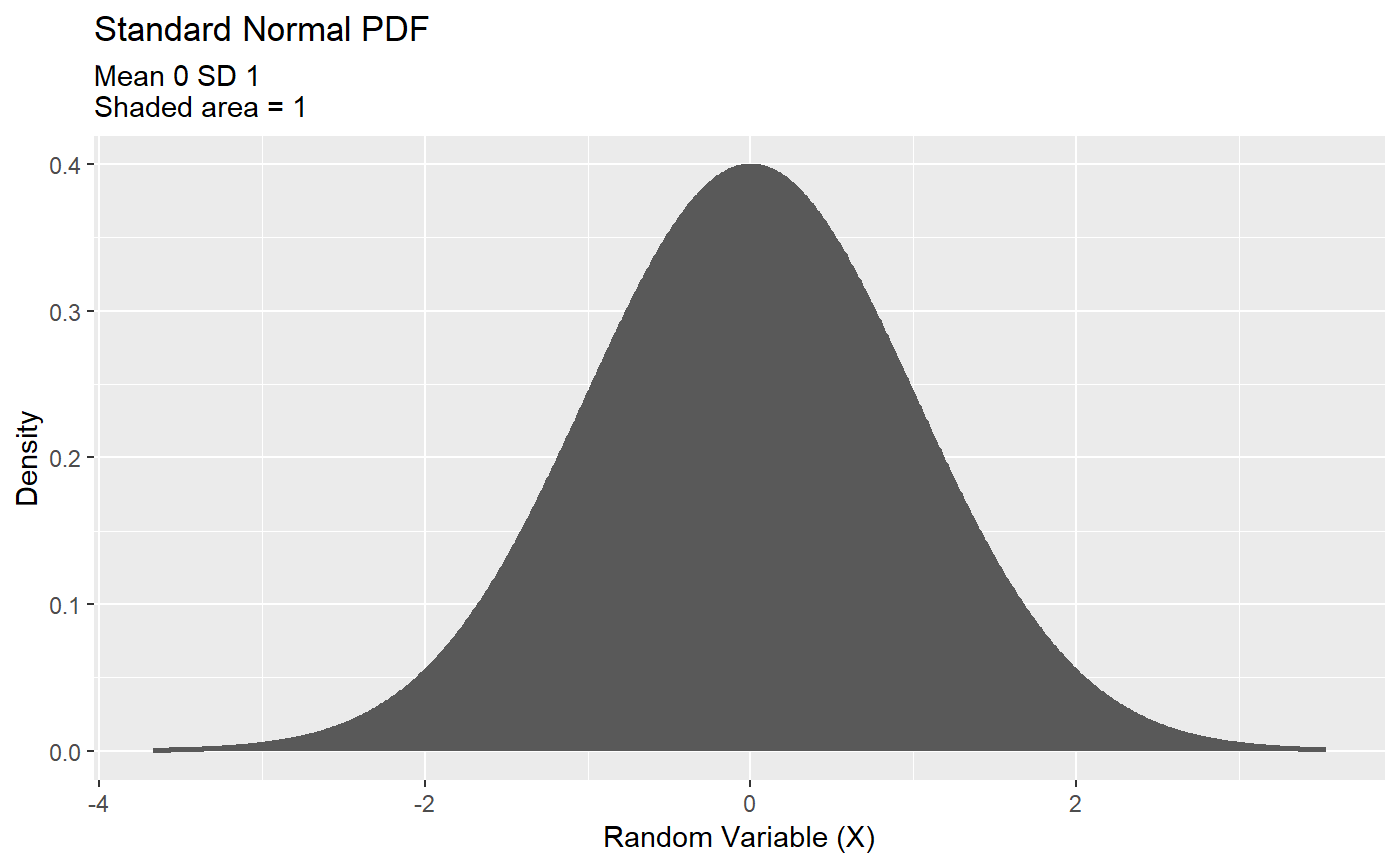 Standard Normal PDF
Mean 0 SD 1
Shaded area = 1
0.4
0.3
0.2
0.1
0.0
Density
-4
-2
0
2
Random Variable (X)